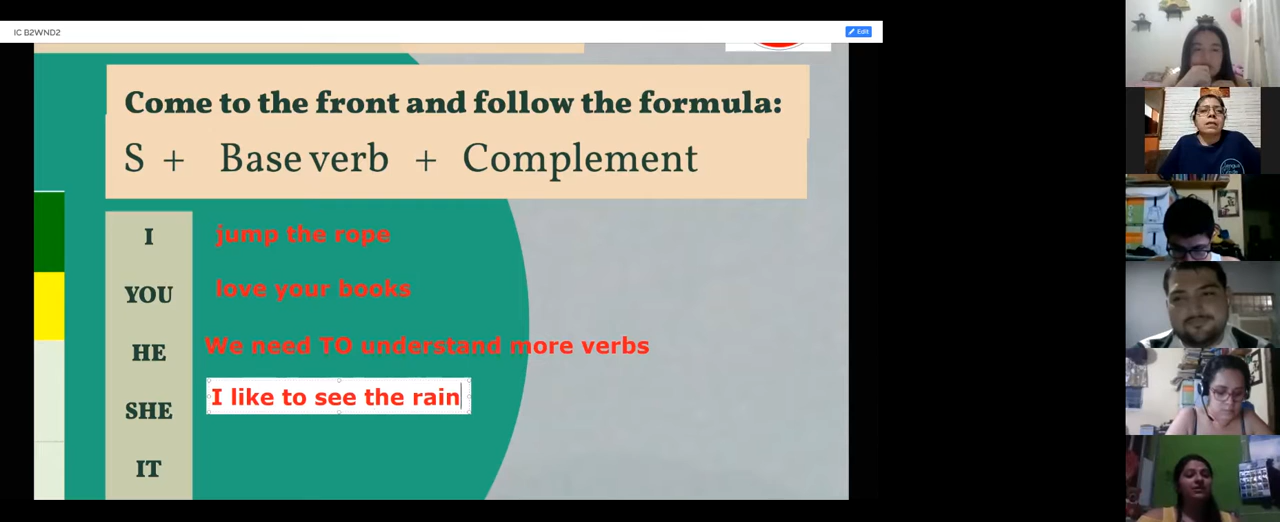 IC B2WND2
Edit
Come to the front and follow the formula:
S + Base verb + Complement
I jump the rope
YOU love your books
HE We need TO understand more verbs
SHE I like to see the rain
IT